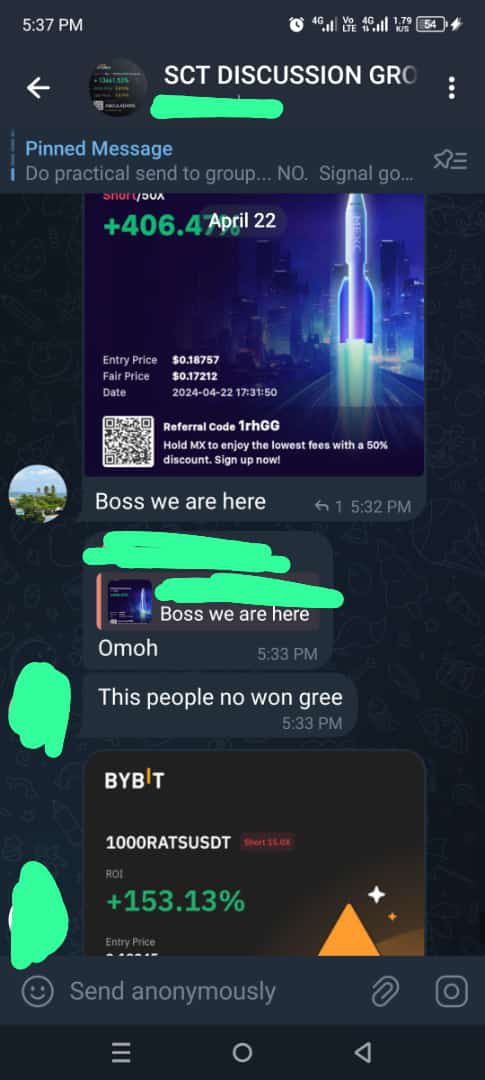 5:37 PM
4G
Vo LTE
4G
1.79 K/S
54
SCT DISCUSSION GRO
Pinned Message
Do practical send to group... NO. Signal go...
Short/50X
+406.47%
April 22
MEXC
Entry Price $0.18757
Fair Price $0.17212
Date 2024-04-22 17:31:50
Referral Code 1rhGG
Hold MX to enjoy the lowest fees with a 50%
discount. Sign up now!
Boss we are here
1 5:32 PM
Boss we are here
Omoh
5:33 PM
This people no won gree
5:33 PM
BYBIT
1000RATSUSDT Short 15.0X
ROI
+153.13%
Entry Price
Send anonymously